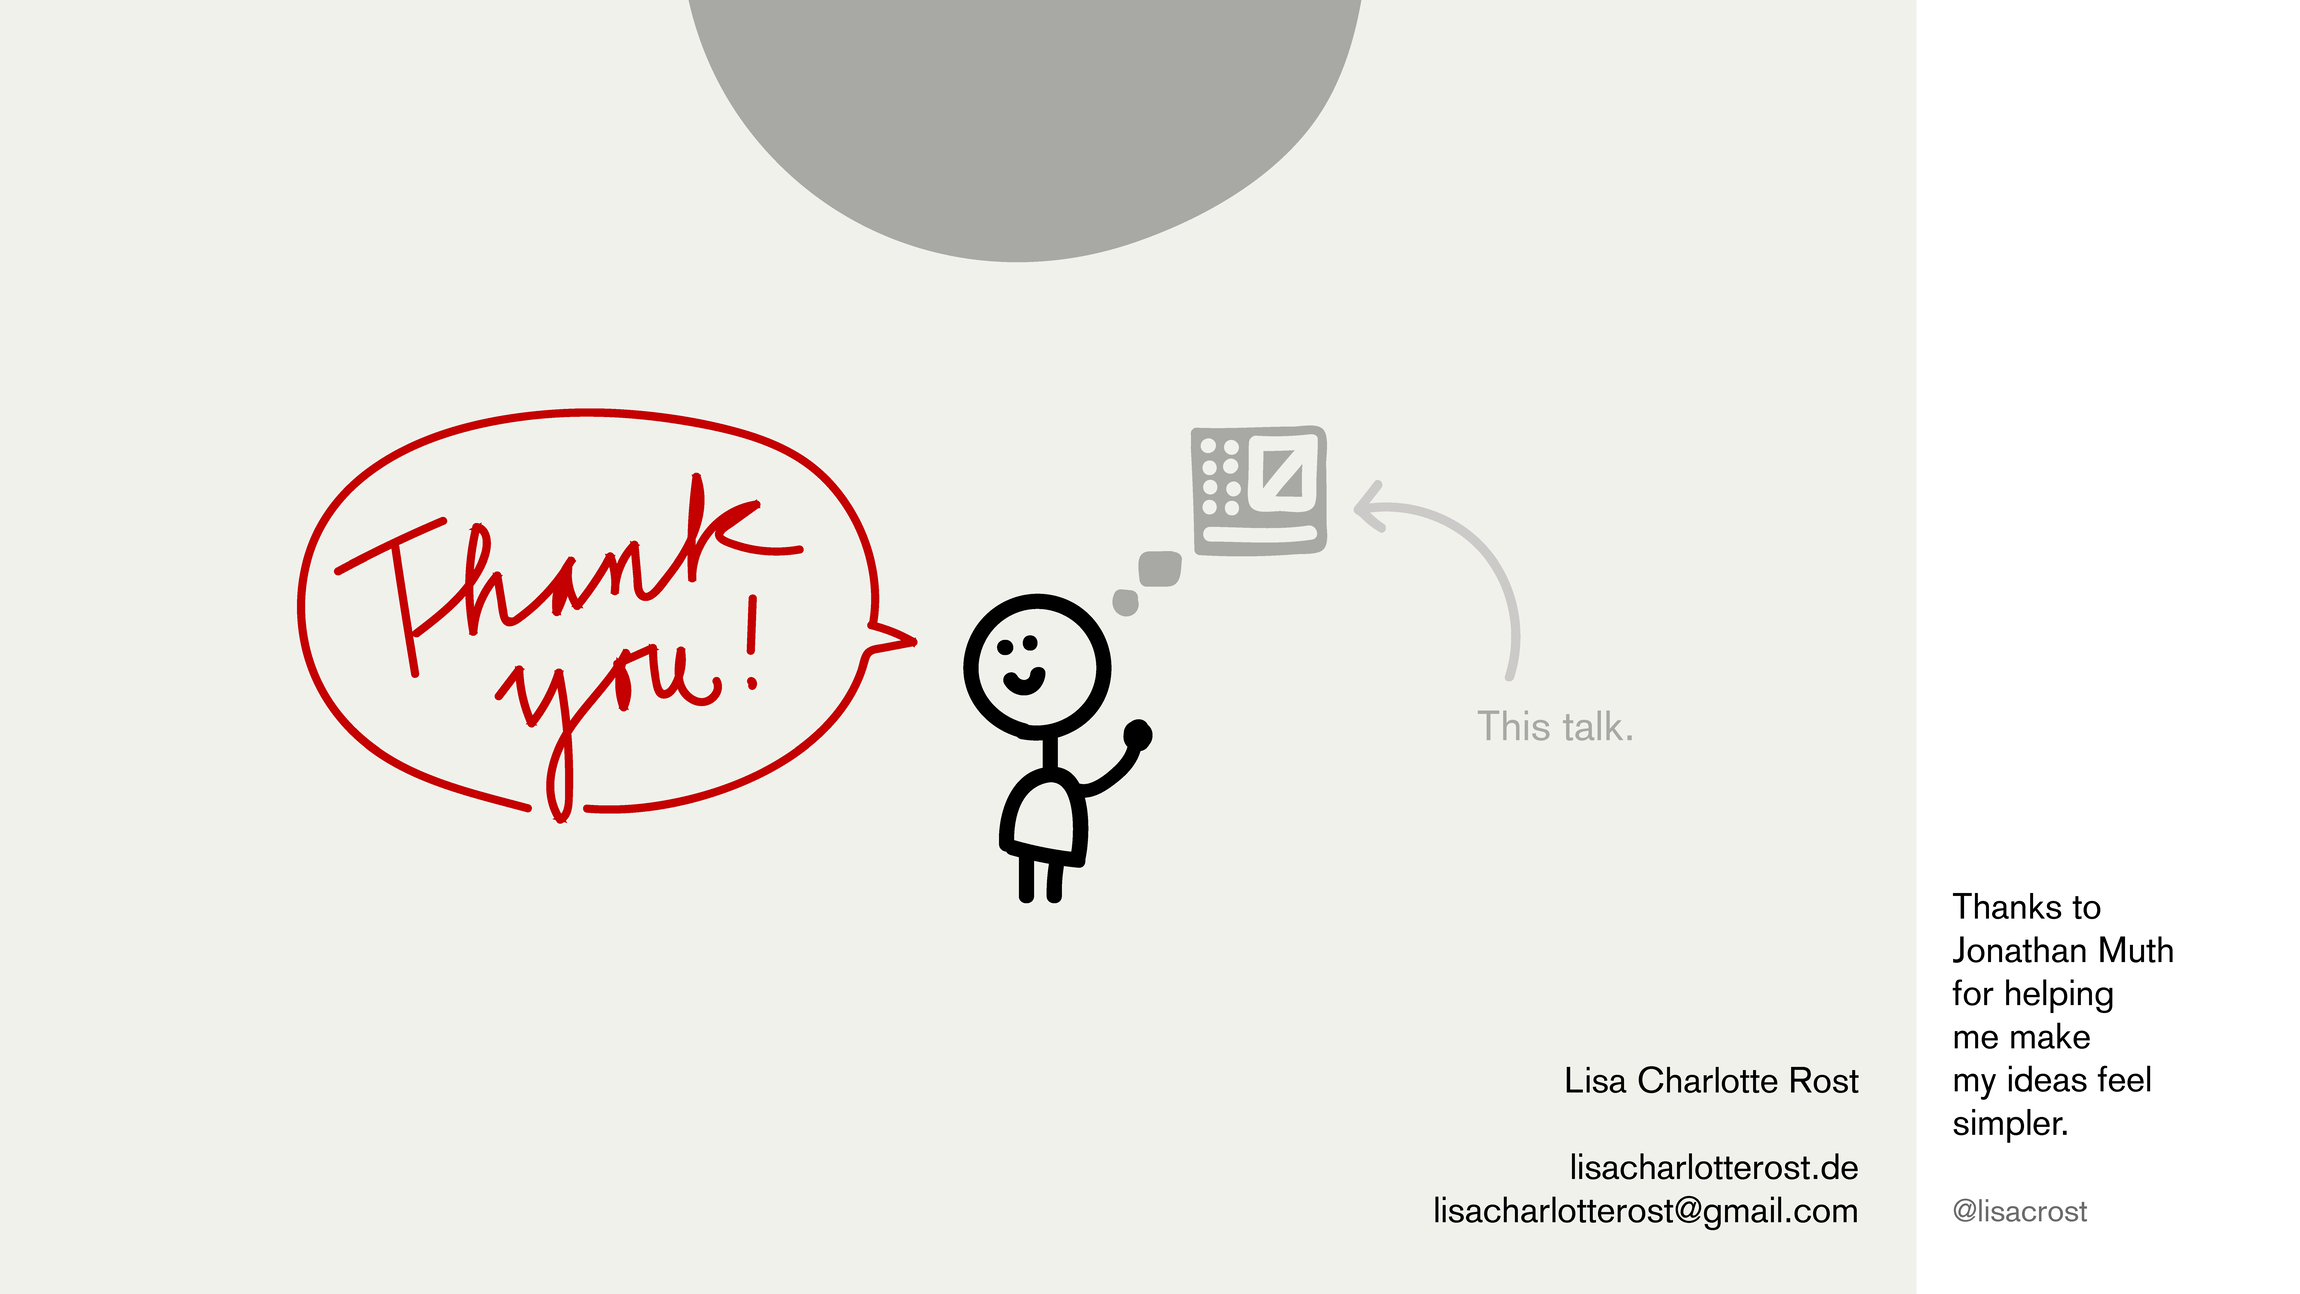 Thank
you!
This talk.
Lisa Charlotte Rost
lisacharlotterost.de
lisacharlotterost@gmail.com
Thanks to
Jonathan Muth
for helping
me make
my ideas feel
simpler.
@lisacrost